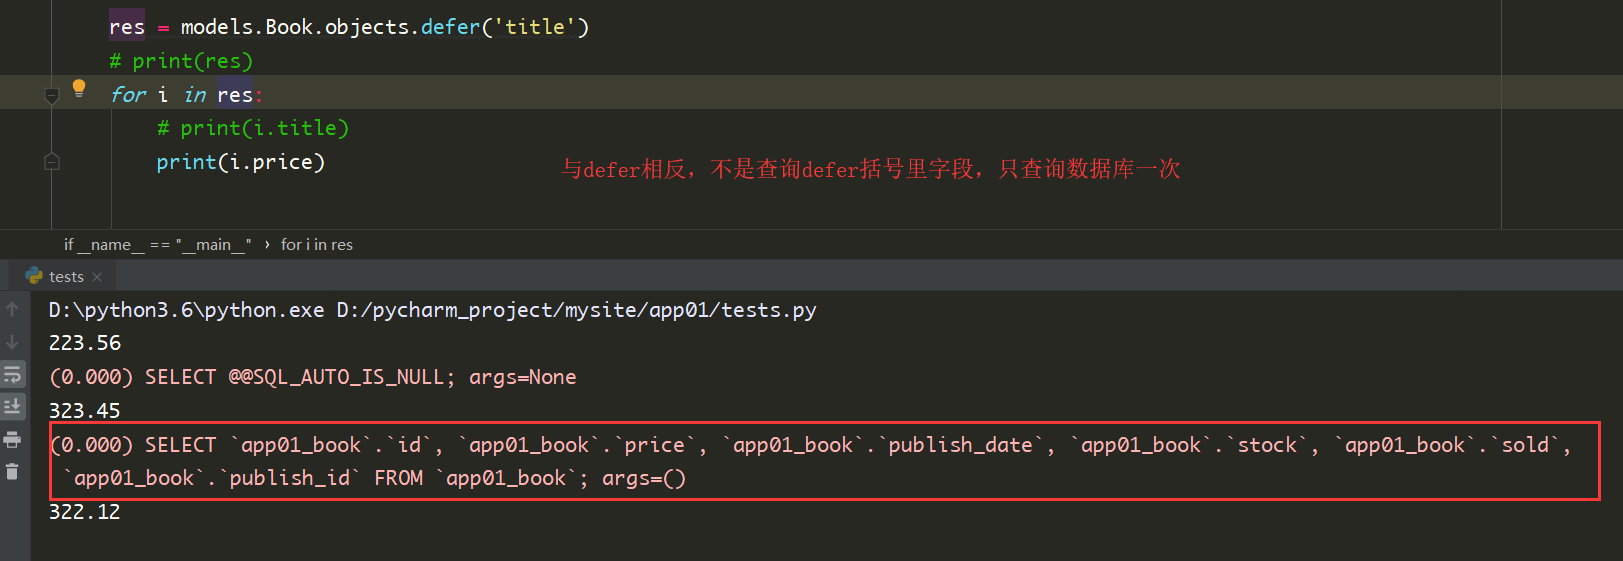 res = models.Book.objects.defer('title')
# print(res)
for i in res:
# print(i.title)
print(i.price)
与defer相反，不是查询defer括号里字段，只查询数据库一次
if __name__ == "__main__" › for i in res
tests
D:\python3.6\python.exe D:/pycharm_project/mysite/app01/tests.py
223.56
(0.000) SELECT @@SQL_AUTO_IS_NULL; args=None
323.45
(0.000) SELECT `app01_book`.`id`, `app01_book`.`price`, `app01_book`.`publish_date`, `app01_book`.`stock`, `app01_book`.`sold`,
`app01_book`.`publish_id` FROM `app01_book`; args=()
322.12